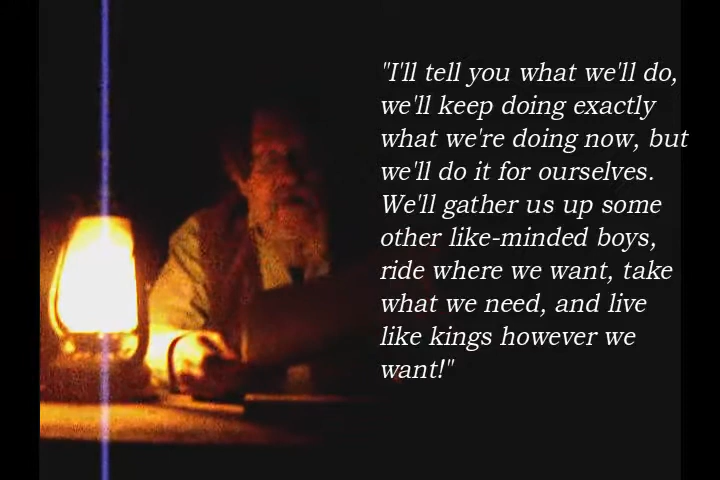 "I'll tell you what we'll do,
we'll keep doing exactly
what we're doing now, but
we'll do it for ourselves.
We'll gather us up some
other like-minded boys,
ride where we want, take
what we need, and live
like kings however we
want!"